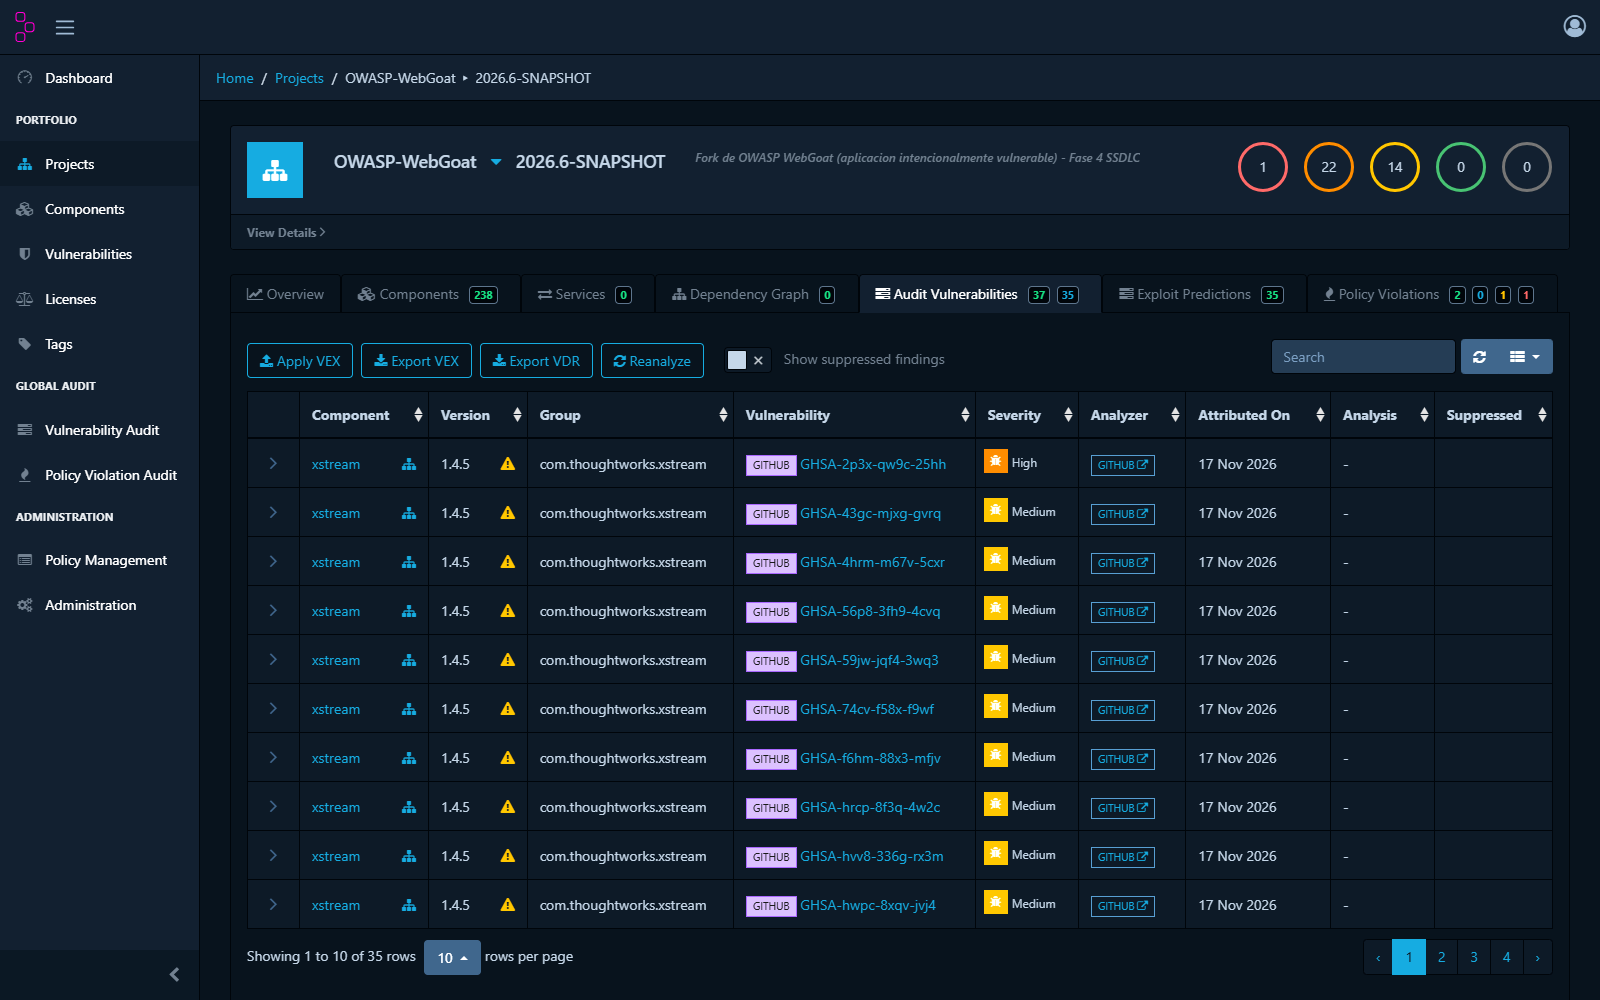 Home / Projects / OWASP-WebGoat ▸ 2026.6-SNAPSHOT
Dashboard
PORTFOLIO
Projects
Components
Vulnerabilities
Licenses
Tags
GLOBAL AUDIT
Vulnerability Audit
Policy Violation Audit
ADMINISTRATION
Policy Management
Administration
OWASP-WebGoat 2026.6-SNAPSHOT
Fork de OWASP WebGoat (aplicacion intencionalmente vulnerable) - Fase 4 SSDLC
1 22 14 0 0
View Details
Overview Components 238 Services 0 Dependency Graph 0 Audit Vulnerabilities 37 35 Exploit Predictions 35 Policy Violations 2 0 1 1
Apply VEX Export VEX Export VDR Reanalyze Show suppressed findings Search
Component Version Group Vulnerability Severity Analyzer Attributed On Analysis Suppressed
xstream 1.4.5 com.thoughtworks.xstream GITHUB GHSA-2p3x-qw9c-25hh High GITHUB 17 Nov 2026 -
xstream 1.4.5 com.thoughtworks.xstream GITHUB GHSA-43gc-mjxg-gvrq Medium GITHUB 17 Nov 2026 -
xstream 1.4.5 com.thoughtworks.xstream GITHUB GHSA-4hrm-m67v-5cxr Medium GITHUB 17 Nov 2026 -
xstream 1.4.5 com.thoughtworks.xstream GITHUB GHSA-56p8-3fh9-4cvq Medium GITHUB 17 Nov 2026 -
xstream 1.4.5 com.thoughtworks.xstream GITHUB GHSA-59jw-jqf4-3wq3 Medium GITHUB 17 Nov 2026 -
xstream 1.4.5 com.thoughtworks.xstream GITHUB GHSA-74cv-f58x-f9wf Medium GITHUB 17 Nov 2026 -
xstream 1.4.5 com.thoughtworks.xstream GITHUB GHSA-f6hm-88x3-mfjv Medium GITHUB 17 Nov 2026 -
xstream 1.4.5 com.thoughtworks.xstream GITHUB GHSA-hrcp-8f3q-4w2c Medium GITHUB 17 Nov 2026 -
xstream 1.4.5 com.thoughtworks.xstream GITHUB GHSA-hvv8-336g-rx3m Medium GITHUB 17 Nov 2026 -
xstream 1.4.5 com.thoughtworks.xstream GITHUB GHSA-hwpc-8xqv-jvj4 Medium GITHUB 17 Nov 2026 -
Showing 1 to 10 of 35 rows 10 rows per page
‹ 1 2 3 4 ›